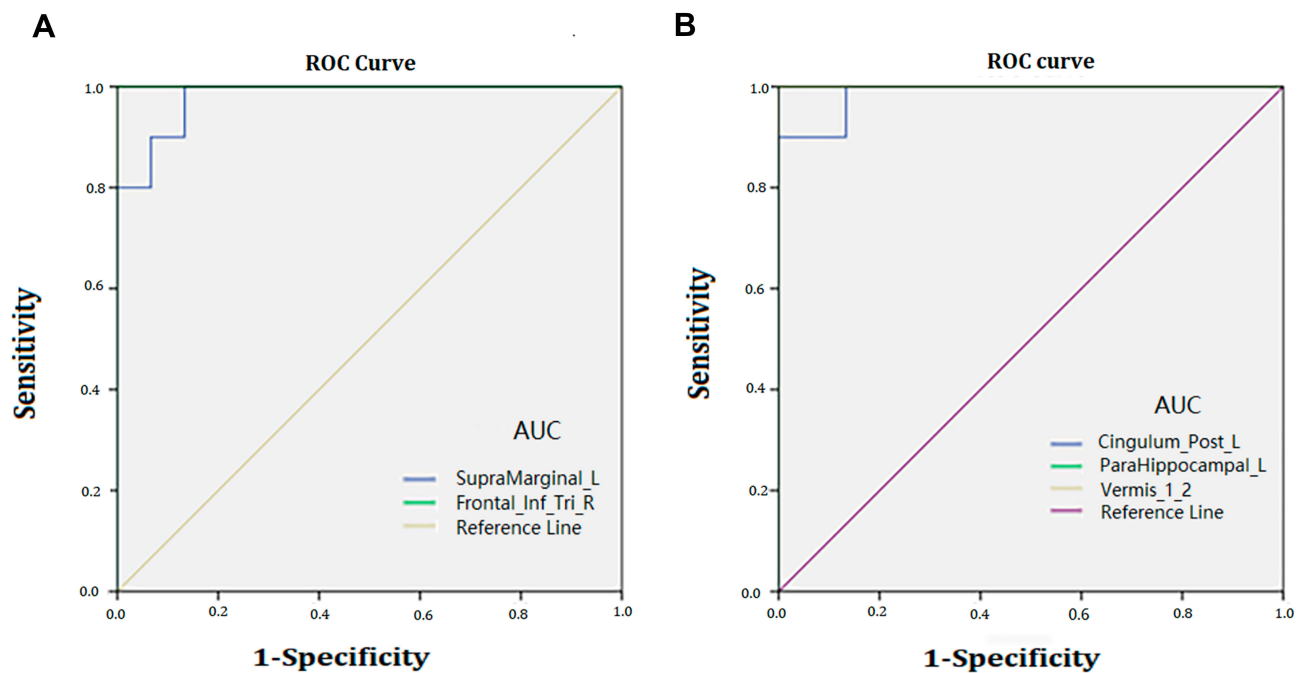 A
ROC Curve
1.0
0.8
0.6
0.4
0.2
0.0
Sensitivity
AUC
SupraMarginal_L
Frontal_Inf_Tri_R
Reference Line
0.0 0.2 0.4 0.6 0.8 1.0
1-Specificity
B
ROC curve
1.0
0.8
0.6
0.4
0.2
0.0
Sensitivity
AUC
Cingulum_Post_L
ParaHippocampal_L
Vermis_1_2
Reference Line
0.0 0.2 0.4 0.6 0.8 1.0
1-Specificity